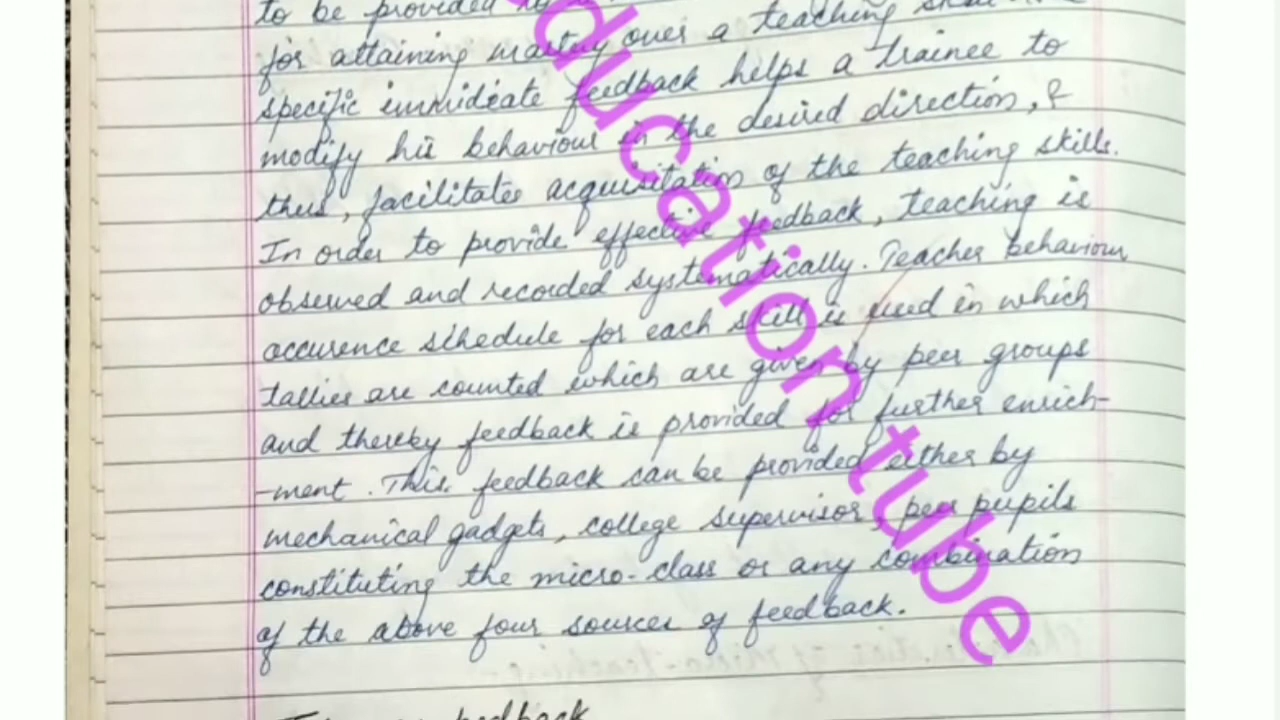 to be provided to
for attaining mastery over a teaching
specific immidiate feedback helps a trainee to
modify his behaviour in the desired direction, &
thus, facilitates acquisitation of the teaching skills.
In order to provide effective feedback, teaching is
observed and recorded systematically. Teacher behaviour
accurence schedule for each skill is used in which
tallies are counted which are given by peer groups
and thereby feedback is provided for further enrich-
-ment. This feedback can be provided either by
mechanical gadgets, college supervisor, peer pupils
constituting the micro-class or any combination
of the above four sources of feedback.
feedback
education tube